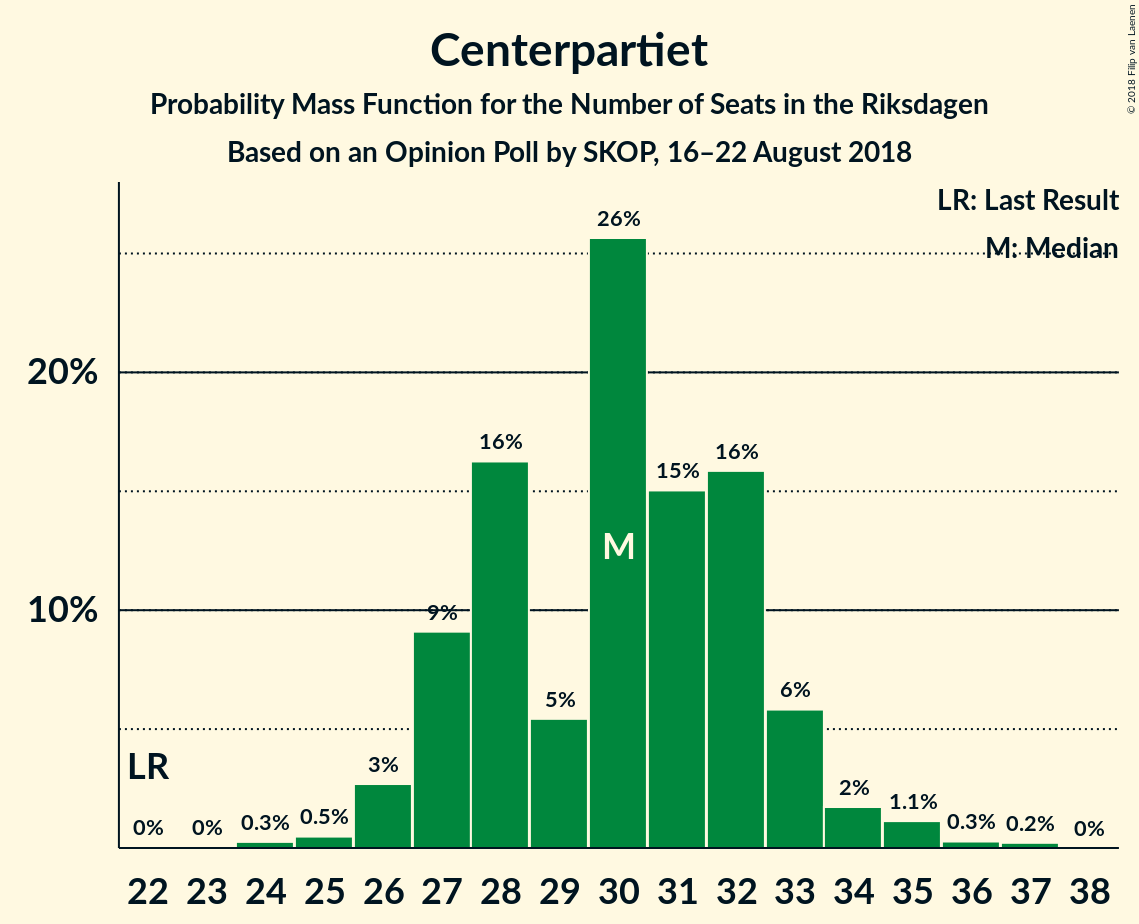 Centerpartiet
Probability Mass Function for the Number of Seats in the Riksdagen
Based on an Opinion Poll by SKOP, 16–22 August 2018
© 2018 Filip van Laenen
LR: Last Result
M: Median
26%
20%
16%
16%
15%
M
10%
9%
6%
5%
LR
3%
2%
1.1%
0% 0% 0.3% 0.5% 0.3% 0.2% 0%
22 23 24 25 26 27 28 29 30 31 32 33 34 35 36 37 38